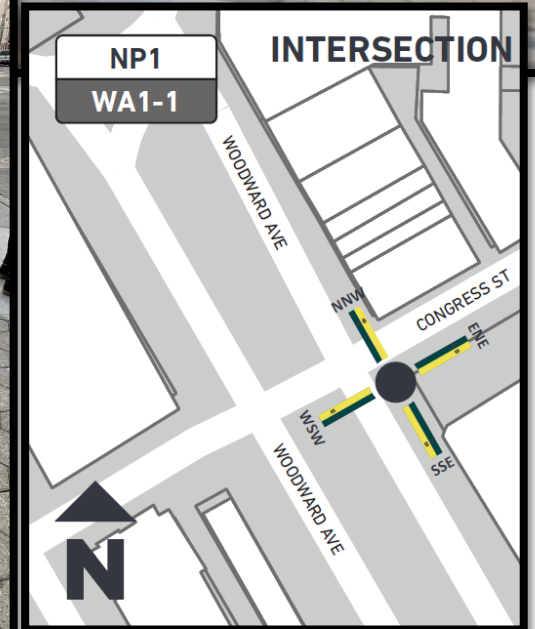 NP1
WA1-1
INTERSECTION
WOODWARD AVE
NNW
CONGRESS ST
ENE
WSW
SSE
WOODWARD AVE
N